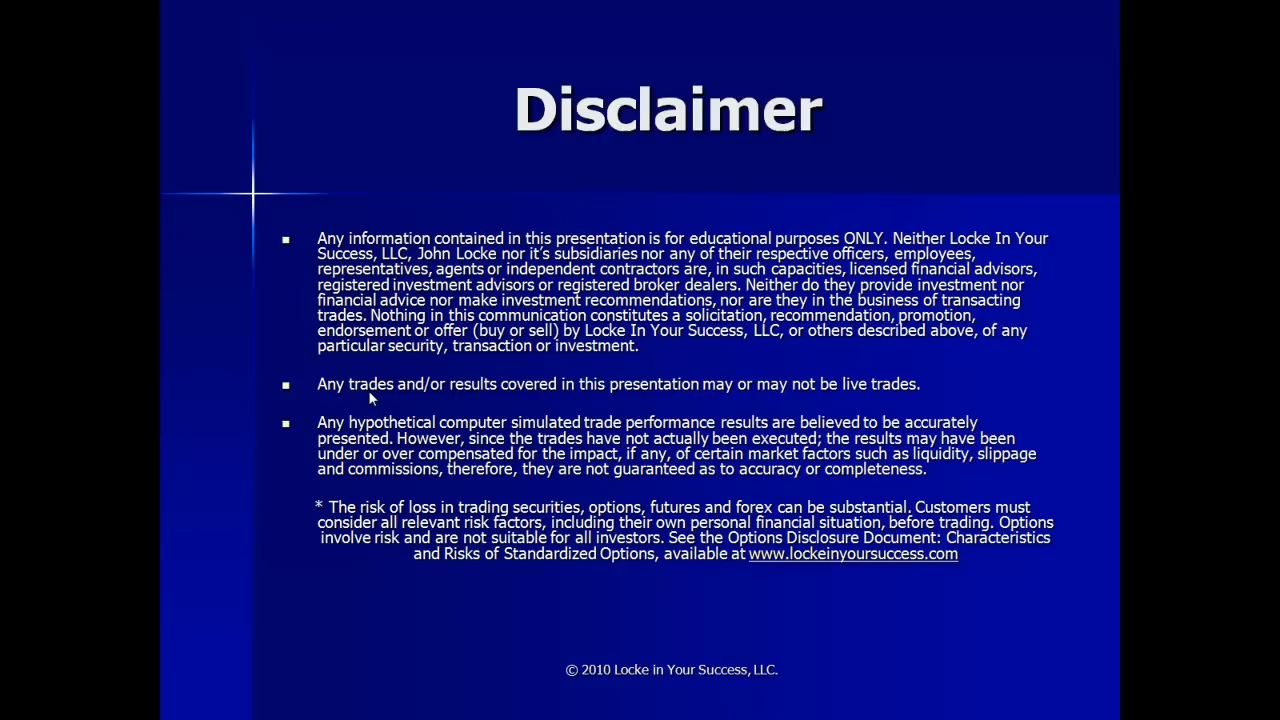 Disclaimer
Any information contained in this presentation is for educational purposes ONLY. Neither Locke In Your
Success, LLC, John Locke nor it's subsidiaries nor any of their respective officers, employees,
representatives, agents or independent contractors are, in such capacities, licensed financial advisors,
registered investment advisors or registered broker dealers. Neither do they provide investment nor
financial advice nor make investment recommendations, nor are they in the business of transacting
trades. Nothing in this communication constitutes a solicitation, recommendation, promotion,
endorsement or offer (buy or sell) by Locke In Your Success, LLC, or others described above, of any
particular security, transaction or investment.
Any trades and/or results covered in this presentation may or may not be live trades.
Any hypothetical computer simulated trade performance results are believed to be accurately
presented. However, since the trades have not actually been executed; the results may have been
under or over compensated for the impact, if any, of certain market factors such as liquidity, slippage
and commissions, therefore, they are not guaranteed as to accuracy or completeness.
* The risk of loss in trading securities, options, futures and forex can be substantial. Customers must
consider all relevant risk factors, including their own personal financial situation, before trading. Options
involve risk and are not suitable for all investors. See the Options Disclosure Document: Characteristics
and Risks of Standardized Options, available at www.lockeinyoursuccess.com
© 2010 Locke in Your Success, LLC.